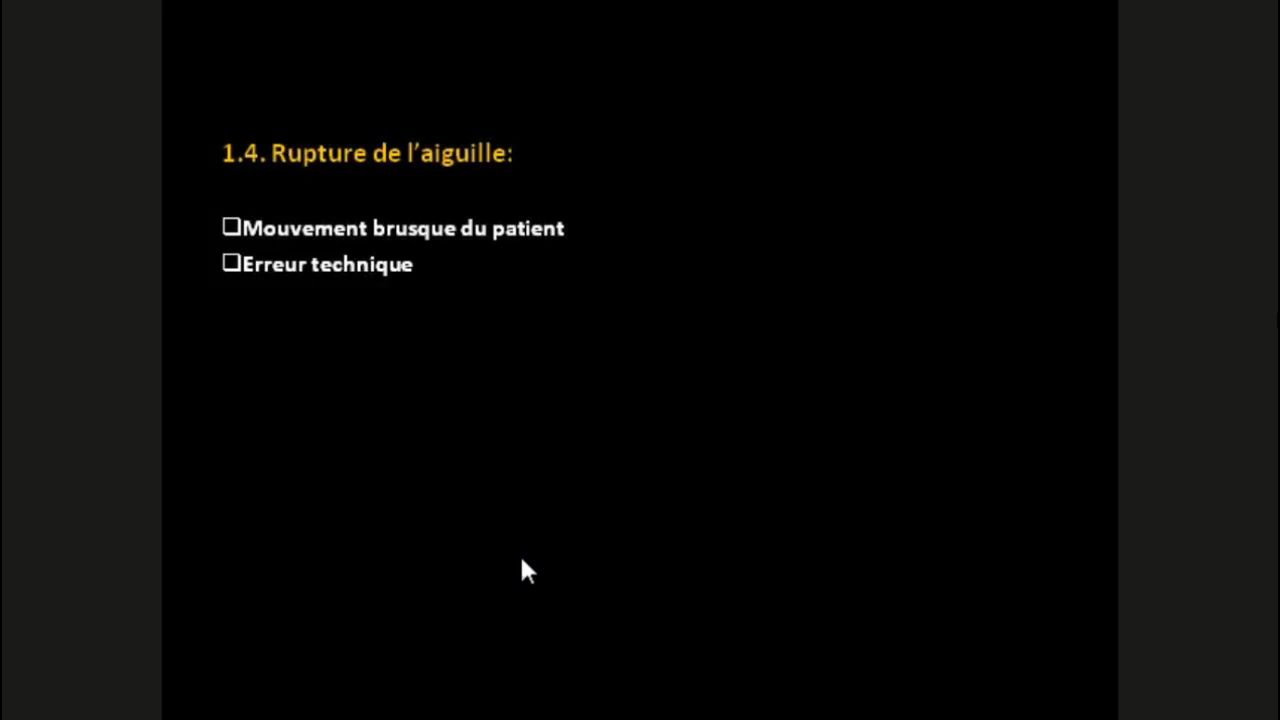 1.4. Rupture de l’aiguille:
❑Mouvement brusque du patient
❑Erreur technique